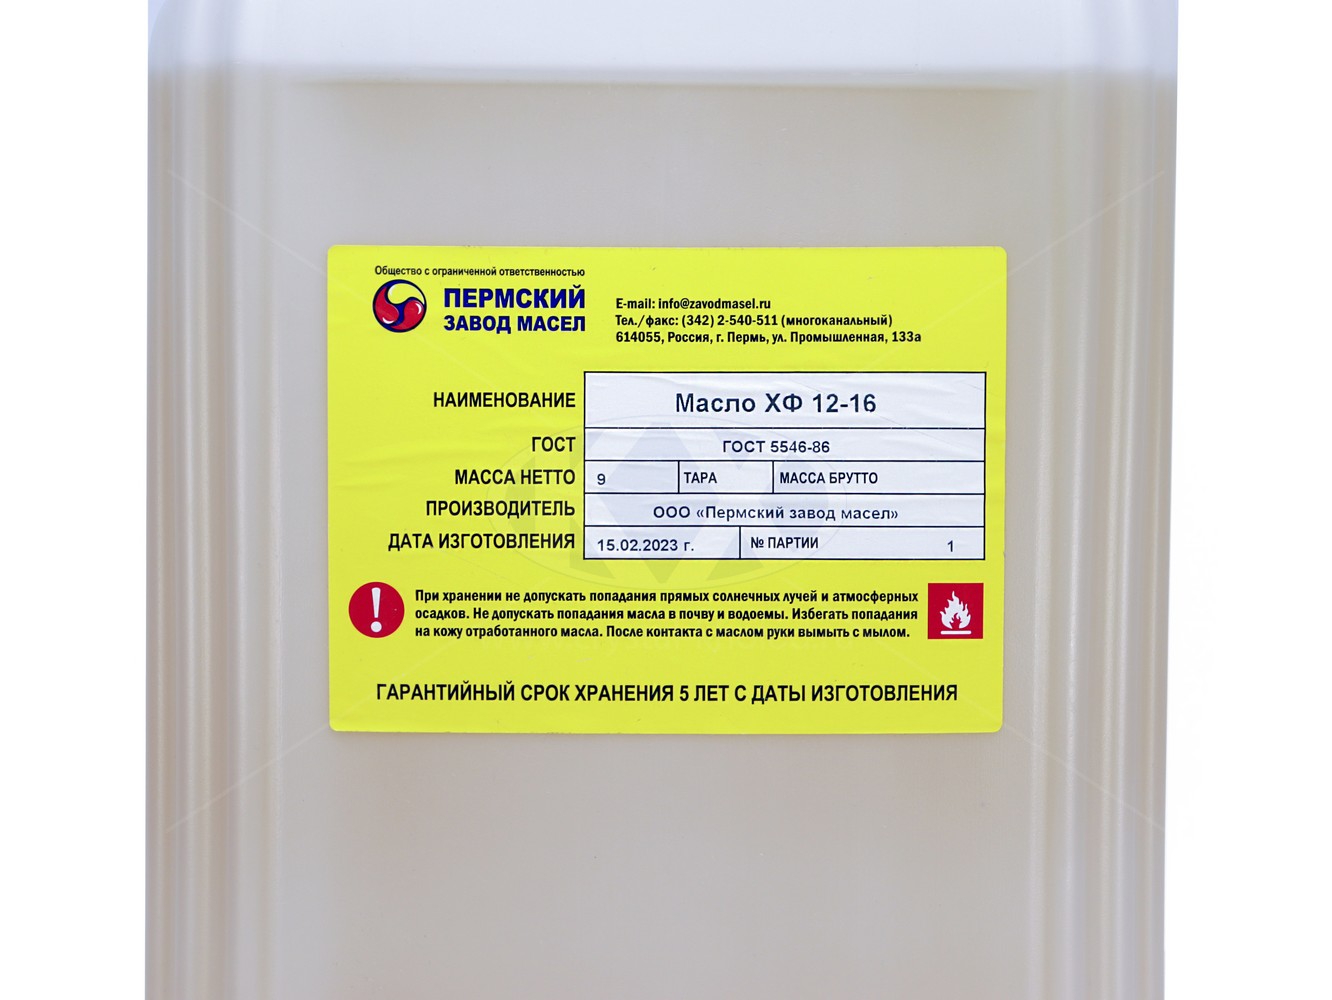 Общество с ограниченной ответственностью
ПЕРМСКИЙ
ЗАВОД МАСЕЛ
E-mail: info@zavodmasel.ru
Тел./факс: (342) 2-540-511 (многоканальный)
614055, Россия, г. Пермь, ул. Промышленная, 133а
НАИМЕНОВАНИЕ Масло ХФ 12-16
ГОСТ ГОСТ 5546-86
МАССА НЕТТО 9 ТАРА МАССА БРУТТО
ПРОИЗВОДИТЕЛЬ ООО «Пермский завод масел»
ДАТА ИЗГОТОВЛЕНИЯ 15.02.2023 г. № ПАРТИИ 1
При хранении не допускать попадания прямых солнечных лучей и атмосферных
осадков. Не допускать попадания масла в почву и водоемы. Избегать попадания
на кожу отработанного масла. После контакта с маслом руки вымыть с мылом.
ГАРАНТИЙНЫЙ СРОК ХРАНЕНИЯ 5 ЛЕТ С ДАТЫ ИЗГОТОВЛЕНИЯ